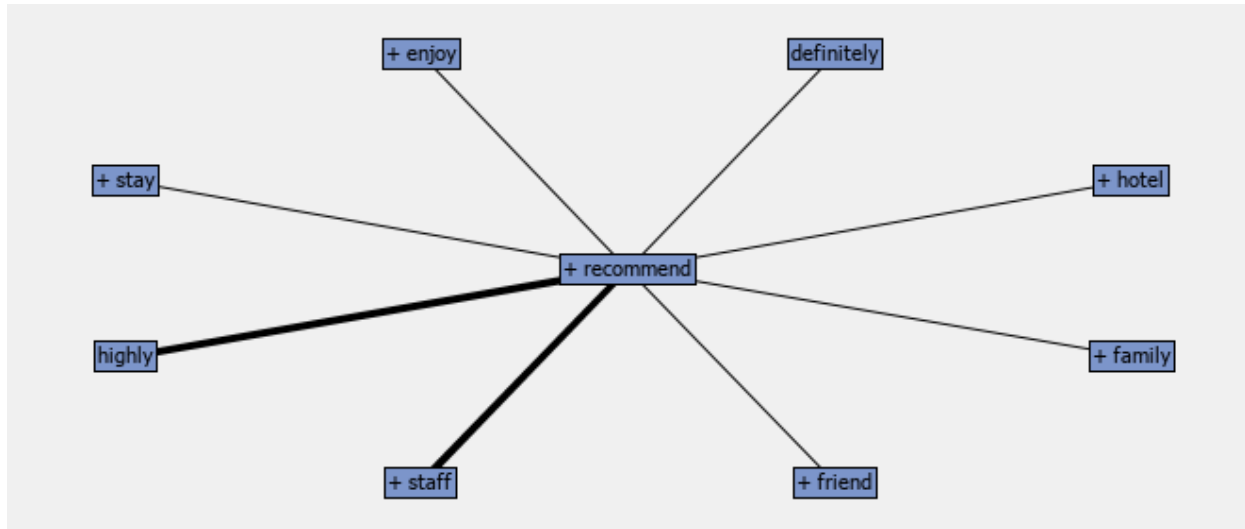 + enjoy
definitely
+ stay
+ hotel
+ recommend
highly
+ family
+ staff
+ friend